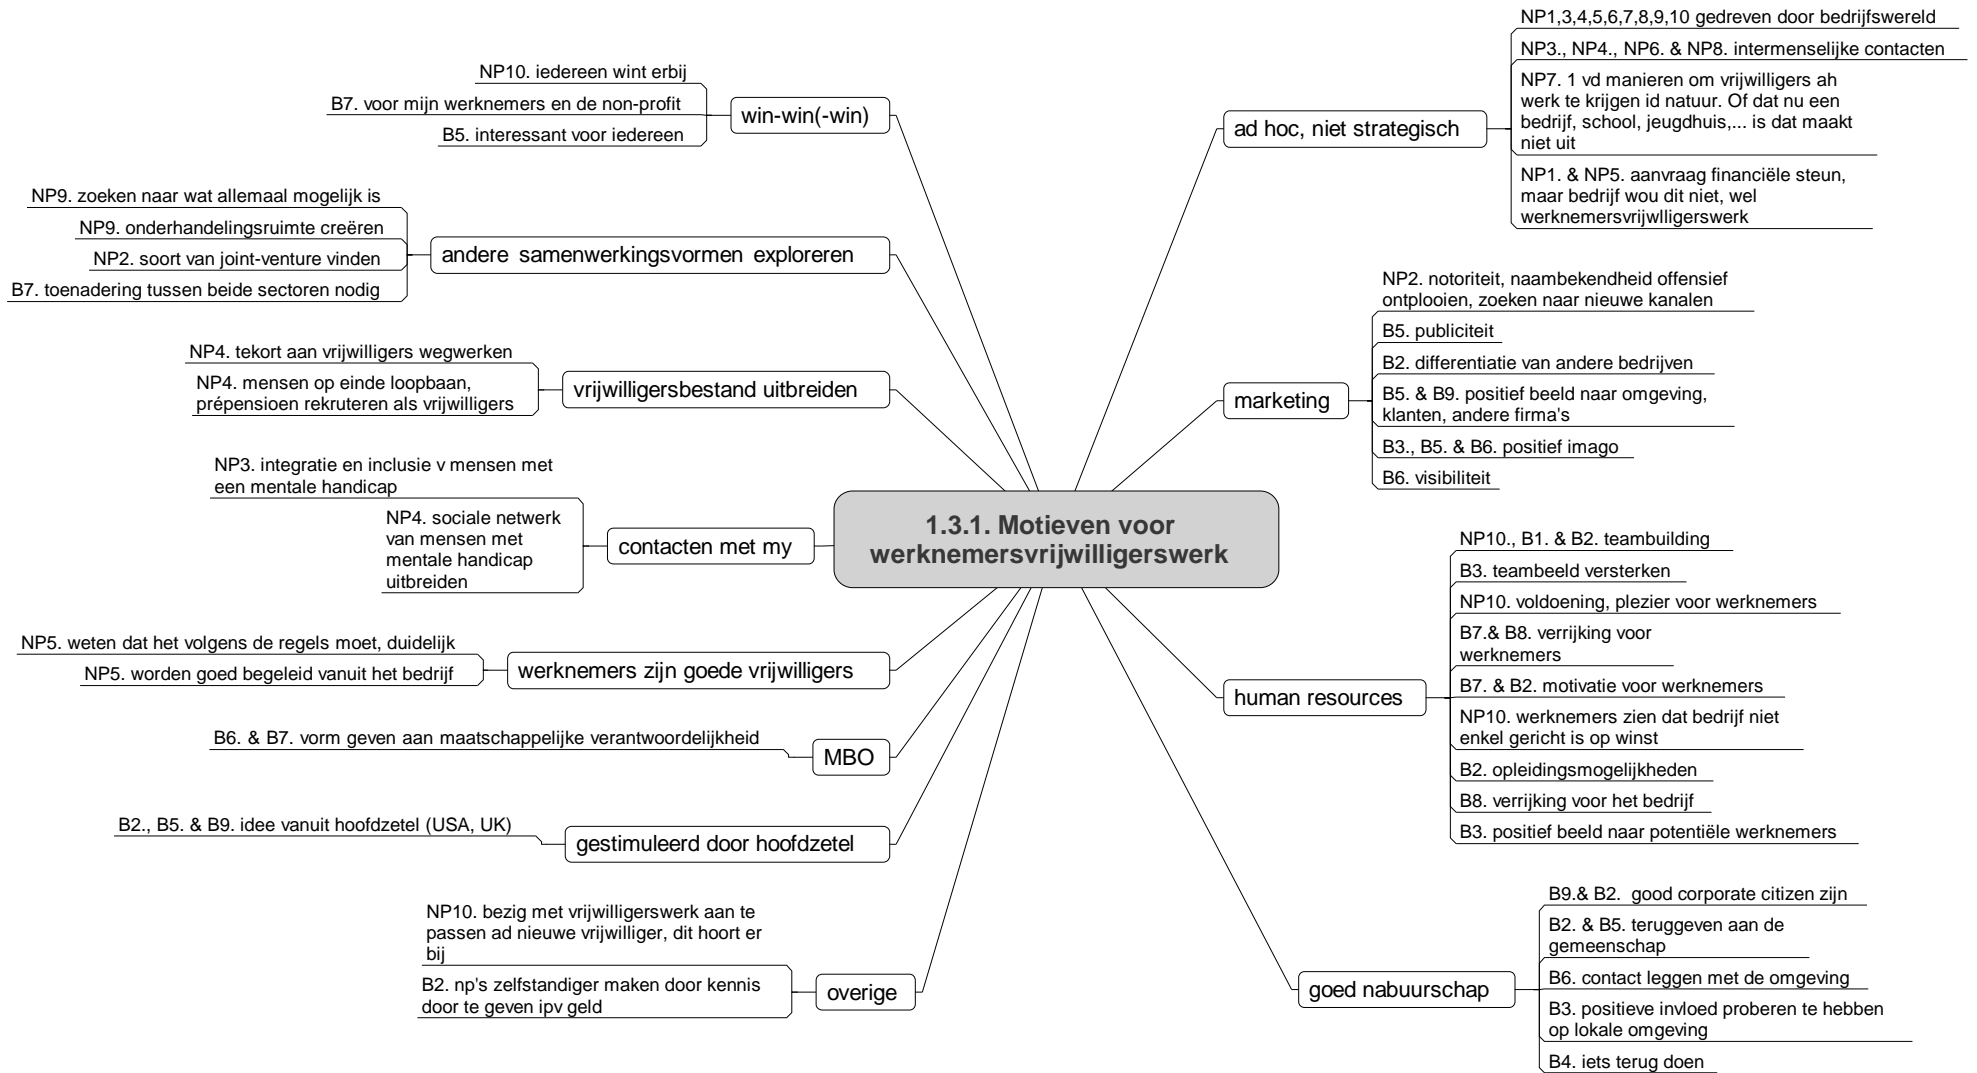 1.3.1. Motieven voor
werknemersvrijwilligerswerk
ad hoc, niet strategisch
NP1,3,4,5,6,7,8,9,10 gedreven door bedrijfswereld
NP3., NP4., NP6. & NP8. intermenselijke contacten
NP7. 1 vd manieren om vrijwilligers ah
werk te krijgen id natuur. Of dat nu een
bedrijf, school, jeugdhuis,... is dat maakt
niet uit
NP1. & NP5. aanvraag financiële steun,
maar bedrijf wou dit niet, wel
werknemersvrijwlligerswerk
marketing
NP2. notoriteit, naambekendheid offensief
ontplooien, zoeken naar nieuwe kanalen
B5. publiciteit
B2. differentiatie van andere bedrijven
B5. & B9. positief beeld naar omgeving,
klanten, andere firma's
B3., B5. & B6. positief imago
B6. visibiliteit
human resources
NP10., B1. & B2. teambuilding
B3. teambeeld versterken
NP10. voldoening, plezier voor werknemers
B7.& B8. verrijking voor
werknemers
B7. & B2. motivatie voor werknemers
NP10. werknemers zien dat bedrijf niet
enkel gericht is op winst
B2. opleidingsmogelijkheden
B8. verrijking voor het bedrijf
B3. positief beeld naar potentiële werknemers
goed nabuurschap
B9.& B2. good corporate citizen zijn
B2. & B5. teruggeven aan de
gemeenschap
B6. contact leggen met de omgeving
B3. positieve invloed proberen te hebben
op lokale omgeving
B4. iets terug doen
win-win(-win)
NP10. iedereen wint erbij
B7. voor mijn werknemers en de non-profit
B5. interessant voor iedereen
andere samenwerkingsvormen exploreren
NP9. zoeken naar wat allemaal mogelijk is
NP9. onderhandelingsruimte creëren
NP2. soort van joint-venture vinden
B7. toenadering tussen beide sectoren nodig
vrijwilligersbestand uitbreiden
NP4. tekort aan vrijwilligers wegwerken
NP4. mensen op einde loopbaan,
prépensioen rekruteren als vrijwilligers
contacten met my
NP3. integratie en inclusie v mensen met
een mentale handicap
NP4. sociale netwerk
van mensen met
mentale handicap
uitbreiden
werknemers zijn goede vrijwilligers
NP5. weten dat het volgens de regels moet, duidelijk
NP5. worden goed begeleid vanuit het bedrijf
MBO
B6. & B7. vorm geven aan maatschappelijke verantwoordelijkheid
gestimuleerd door hoofdzetel
B2., B5. & B9. idee vanuit hoofdzetel (USA, UK)
overige
NP10. bezig met vrijwilligerswerk aan te
passen ad nieuwe vrijwilliger, dit hoort er
bij
B2. np's zelfstandiger maken door kennis
door te geven ipv geld